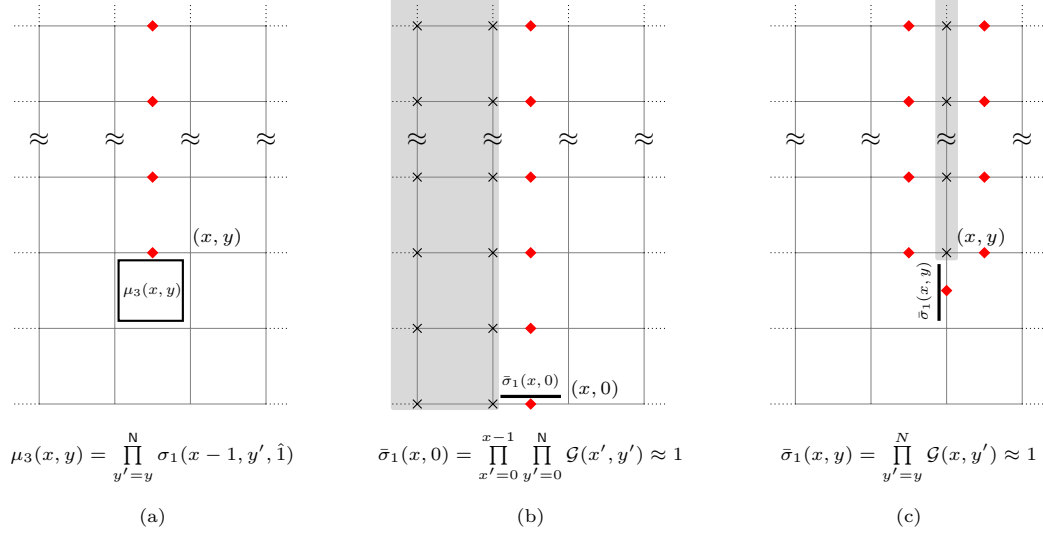 (x, y)
μ₃(x, y)
μ₃(x, y) = ∏_{y'=y}^{N} σ₁(x − 1, y', 1̂)
(a)
σ̄₁(x, 0)
(x, 0)
σ̄₁(x, 0) = ∏_{x'=0}^{x−1} ∏_{y'=0}^{N} 𝒢(x', y') ≈ 1
(b)
(x, y)
σ̄₁(x, y)
σ̄₁(x, y) = ∏_{y'=y}^{N} 𝒢(x, y') ≈ 1
(c)